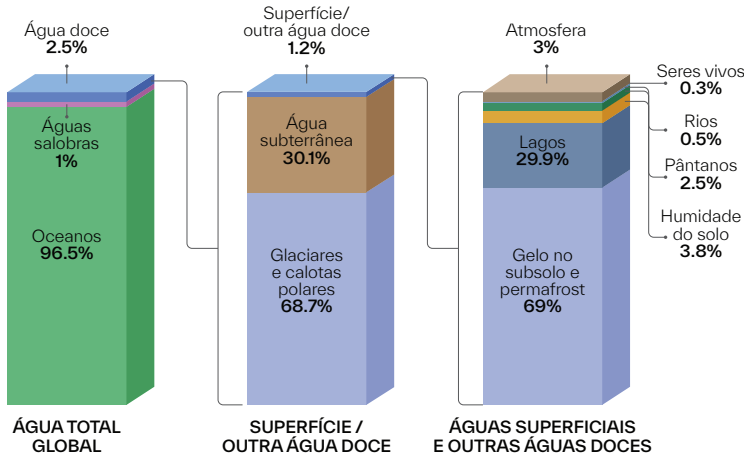 Água doce
2.5%
Águas
salobras
1%
Oceanos
96.5%
ÁGUA TOTAL
GLOBAL
Superfície/
outra água doce
1.2%
Água
subterrânea
30.1%
Glaciares
e calotas
polares
68.7%
SUPERFÍCIE /
OUTRA ÁGUA DOCE
Atmosfera
3%
Seres vivos
0.3%
Rios
0.5%
Pântanos
2.5%
Humidade
do solo
3.8%
Lagos
29.9%
Gelo no
subsolo e
permafrost
69%
ÁGUAS SUPERFICIAIS
E OUTRAS ÁGUAS DOCES